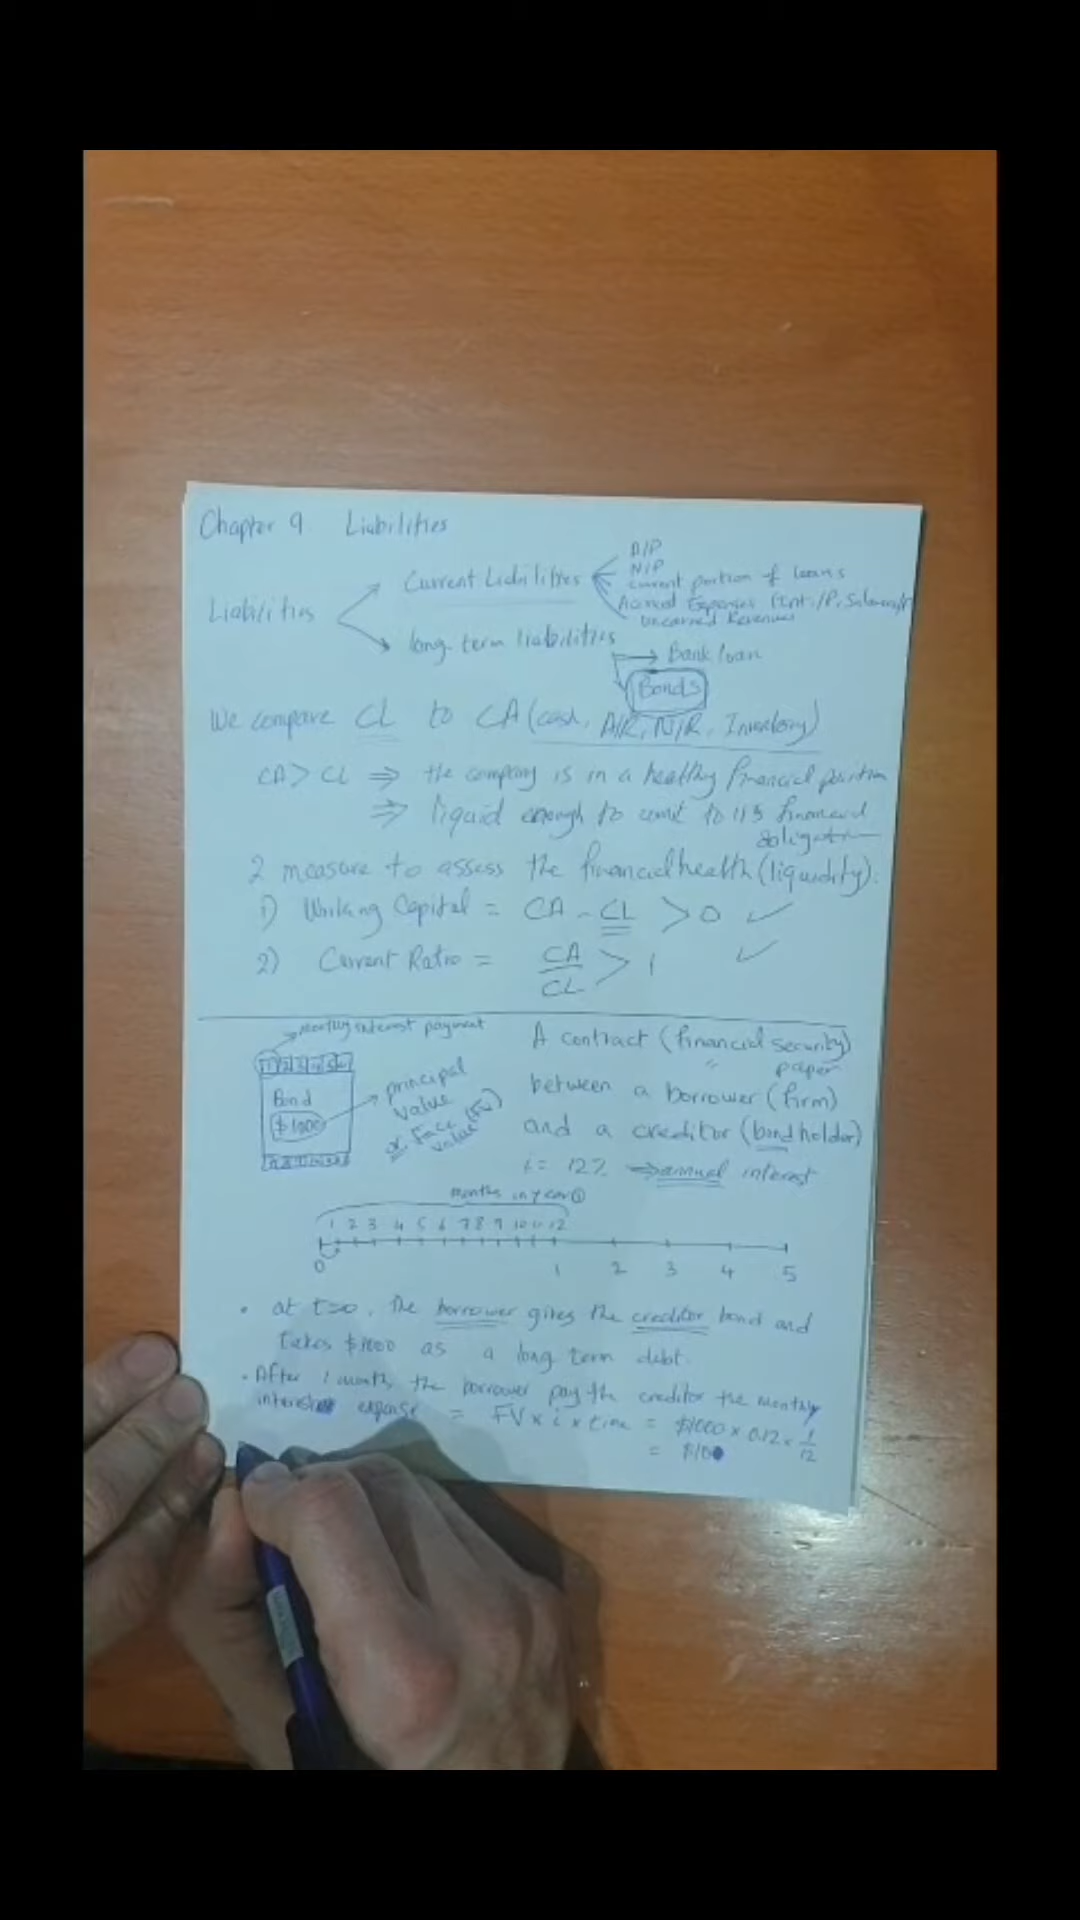 Chapter 9 Liabilities
Liabilities
Current Liabilities
A/P
N/P
current portion of loans
Accrued Expenses (int./P, Salaries/P
Unearned Revenues
long term liabilities
Bank loan
Bonds
We compare CL to CA (cash, A/R, N/R, Inventory)
CA > CL ⇒ the company is in a healthy financial position
⇒ liquid enough to to its financial
obligation
2 measure to assess the financial health (liquidity).
1) Working Capital = CA - CL > 0 ✓
2) Current Ratio = CA/CL > 1 ✓
monthly interest payment
Bond
$1000
principal
value
or Face
value (FV)
A contract (financial security)
" paper
between a borrower (firm)
and a creditor (bondholder)
i = 12% → annual interest
months in year ①
1 2 3 4 5 6 7 8 9 10 11 12
0 1 2 3 4 5
• at t=0, the borrower gives the creditor bond and
takes $1000 as a long term debt.
• After 1 month, the borrower pay the creditor the monthly
interest expense = FV x i x time = $1000 x 0.12 x 1/12
= $10